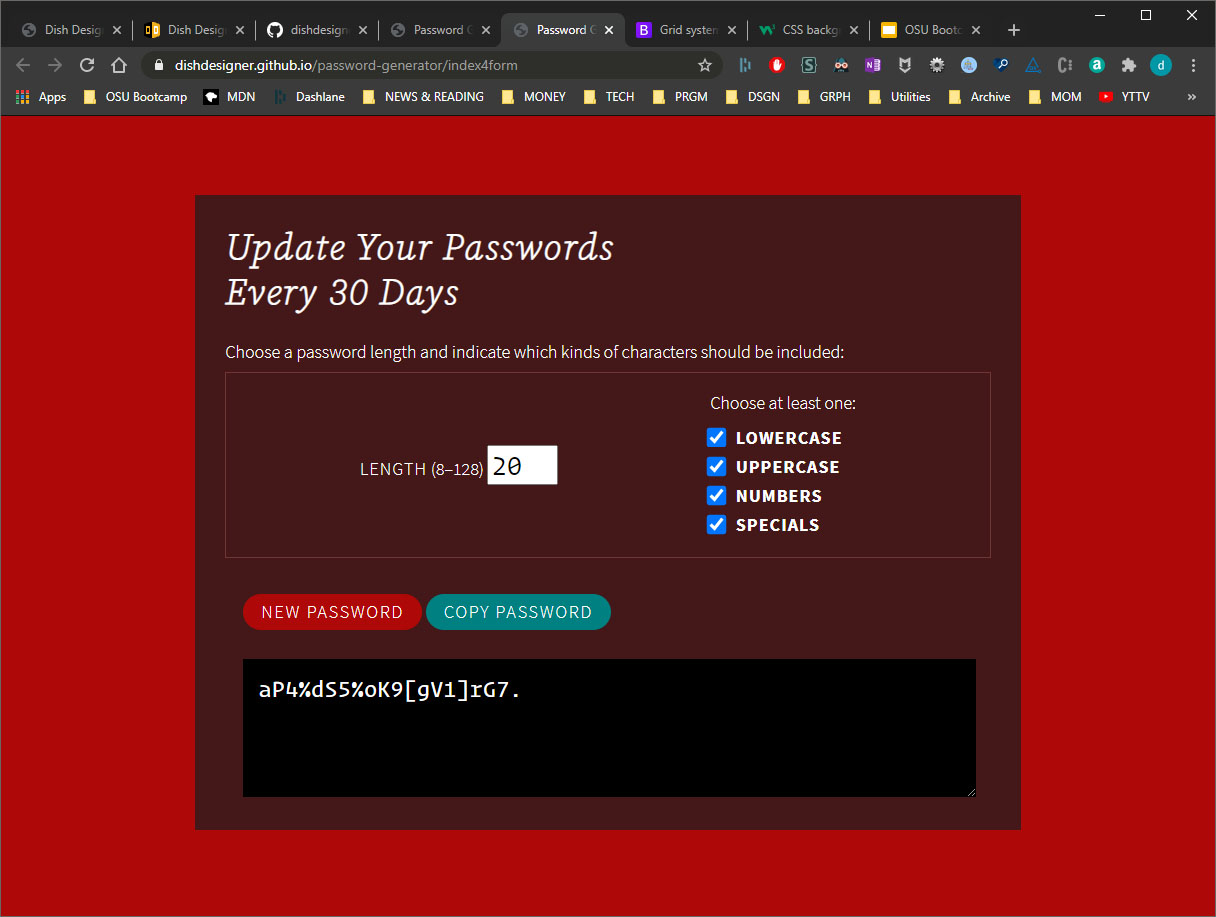 Dish Desig
Dish Desig
dishdesign
Password G
Password G
Grid system
CSS backg
OSU Bootc
dishdesigner.github.io/password-generator/index4form
Apps
OSU Bootcamp
MDN
Dashlane
NEWS & READING
MONEY
TECH
PRGM
DSGN
GRPH
Utilities
Archive
MOM
YTTV
»
Update Your Passwords
Every 30 Days
Choose a password length and indicate which kinds of characters should be included:
Choose at least one:
LENGTH (8–128) 20
LOWERCASE
UPPERCASE
NUMBERS
SPECIALS
NEW PASSWORD
COPY PASSWORD
aP4%dS5%oK9[gV1]rG7.